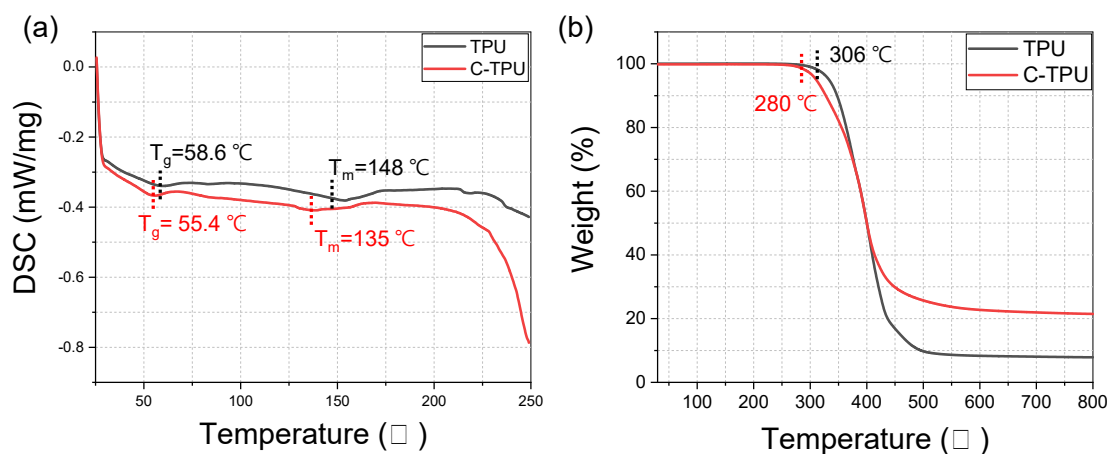 (a)
TPU
C-TPU
0.0
-0.2
-0.4
-0.6
-0.8
DSC (mW/mg)
Tg=58.6 ℃
Tm=148 ℃
Tg= 55.4 ℃
Tm=135 ℃
50
100
150
200
250
Temperature (□ )
(b)
TPU
C-TPU
306 ℃
280 ℃
100
80
60
40
20
0
Weight (%)
100
200
300
400
500
600
700
800
Temperature (□ )